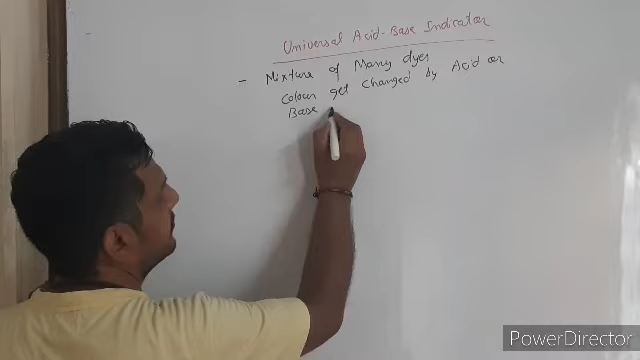 Universal Acid-Base Indicator
- Mixture of Many dyes
Colour get Changed by Acid or
Base
PowerDirector